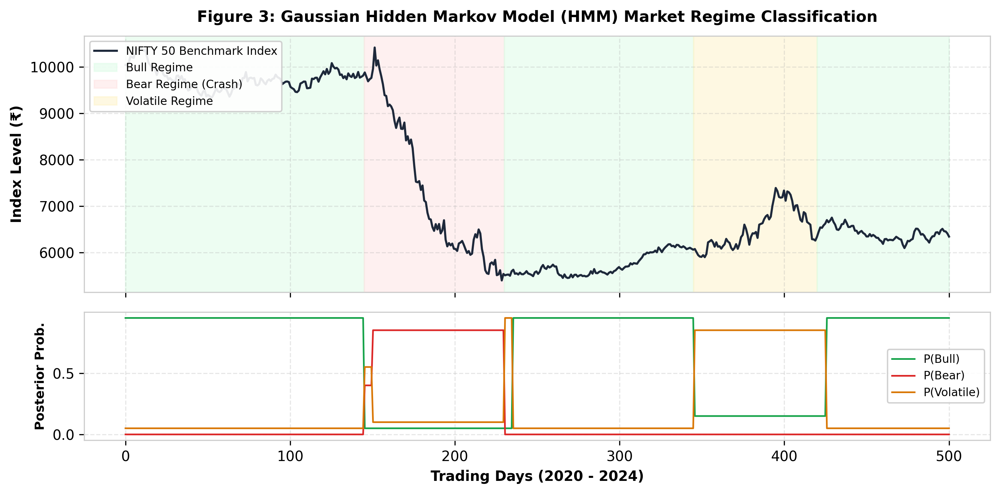 Figure 3: Gaussian Hidden Markov Model (HMM) Market Regime Classification
Index Level (₹)
10000
9000
8000
7000
6000
NIFTY 50 Benchmark Index
Bull Regime
Bear Regime (Crash)
Volatile Regime
Posterior Prob.
0.5
0.0
P(Bull)
P(Bear)
P(Volatile)
0 100 200 300 400 500
Trading Days (2020 - 2024)